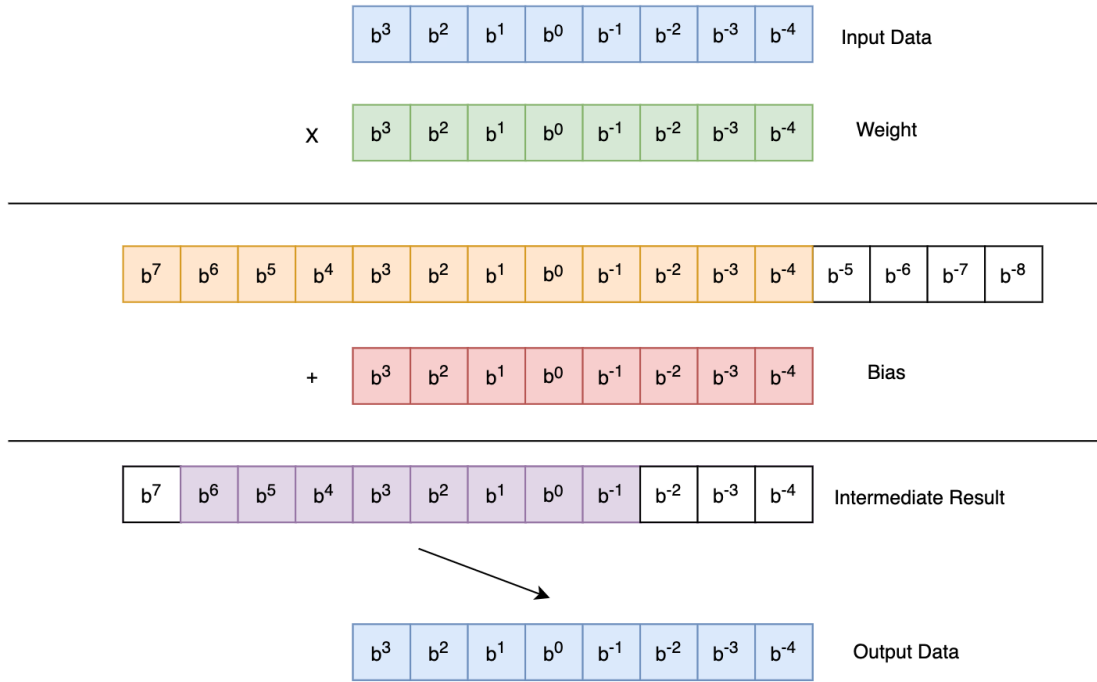 b³ b² b¹ b⁰ b⁻¹ b⁻² b⁻³ b⁻⁴ Input Data
X b³ b² b¹ b⁰ b⁻¹ b⁻² b⁻³ b⁻⁴ Weight
b⁷ b⁶ b⁵ b⁴ b³ b² b¹ b⁰ b⁻¹ b⁻² b⁻³ b⁻⁴ b⁻⁵ b⁻⁶ b⁻⁷ b⁻⁸
+ b³ b² b¹ b⁰ b⁻¹ b⁻² b⁻³ b⁻⁴ Bias
b⁷ b⁶ b⁵ b⁴ b³ b² b¹ b⁰ b⁻¹ b⁻² b⁻³ b⁻⁴ Intermediate Result
b³ b² b¹ b⁰ b⁻¹ b⁻² b⁻³ b⁻⁴ Output Data